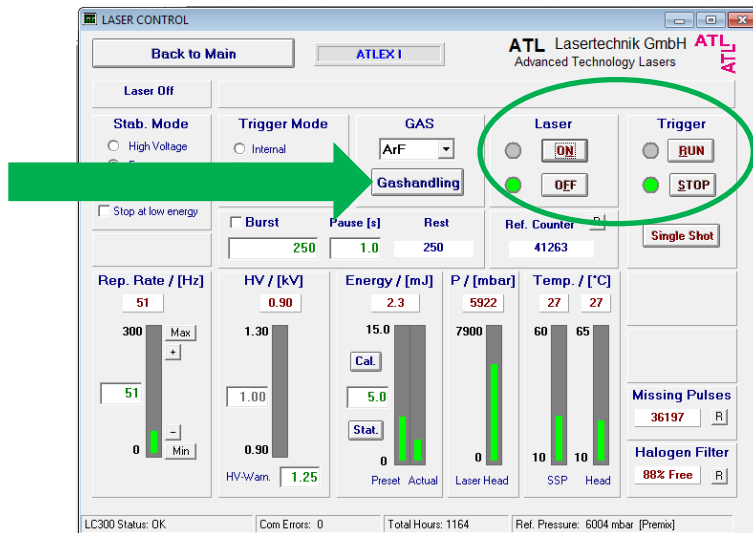 LASER CONTROL
Back to Main
ATLEX I
ATL Lasertechnik GmbH
Advanced Technology Lasers
ATL
ATL
Laser Off
Stab. Mode
High Voltage
Stop at low energy
Trigger Mode
Internal
GAS
ArF
Gashandling
Laser
ON
OFF
Trigger
RUN
STOP
Burst
Pause [s]
Rest
250
1.0
250
Ref. Counter
R
41263
Single Shot
Rep. Rate / [Hz]
51
300
Max
+
51
–
0
Min
HV / [kV]
0.90
1.30
1.00
0.90
HV-Warn.
1.25
Energy / [mJ]
2.3
15.0
Cal.
5.0
Stat.
0
Preset
Actual
P / [mbar]
5922
7900
0
Laser Head
Temp. / [°C]
27
27
60
65
10
10
SSP
Head
Missing Pulses
36197
R
Halogen Filter
88% Free
R
LC300 Status: OK
Com Errors: 0
Total Hours: 1164
Ref. Pressure: 6004 mbar [Premix]